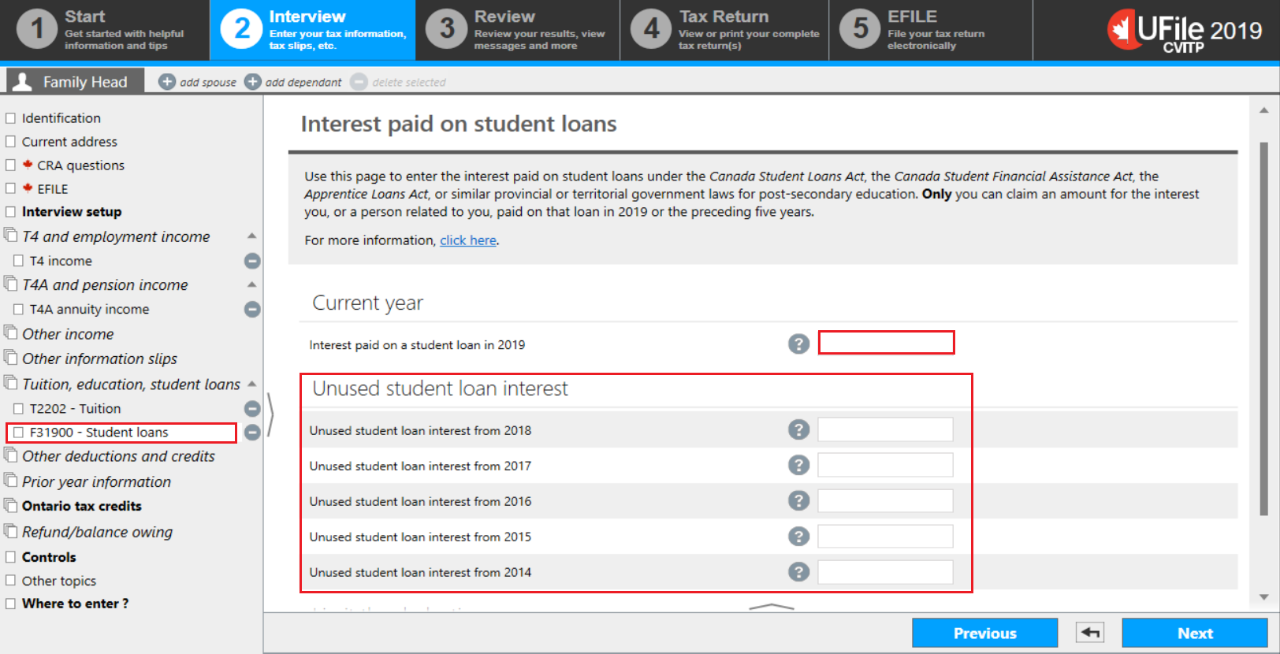 1 Start
Get started with helpful
information and tips
2 Interview
Enter your tax information,
tax slips, etc.
3 Review
Review your results, view
messages and more
4 Tax Return
View or print your complete
tax return(s)
5 EFILE
File your tax return
electronically
UFile 2019
CVITP
Family Head
add spouse
add dependant
delete selected
Identification
Current address
CRA questions
EFILE
Interview setup
T4 and employment income
T4 income
T4A and pension income
T4A annuity income
Other income
Other information slips
Tuition, education, student loans
T2202 - Tuition
F31900 - Student loans
Other deductions and credits
Prior year information
Ontario tax credits
Refund/balance owing
Controls
Other topics
Where to enter ?
Interest paid on student loans
Use this page to enter the interest paid on student loans under the Canada Student Loans Act, the Canada Student Financial Assistance Act, the
Apprentice Loans Act, or similar provincial or territorial government laws for post-secondary education. Only you can claim an amount for the interest
you, or a person related to you, paid on that loan in 2019 or the preceding five years.
For more information, click here.
Current year
Interest paid on a student loan in 2019 ?
Unused student loan interest
Unused student loan interest from 2018 ?
Unused student loan interest from 2017 ?
Unused student loan interest from 2016 ?
Unused student loan interest from 2015 ?
Unused student loan interest from 2014 ?
Previous
Next